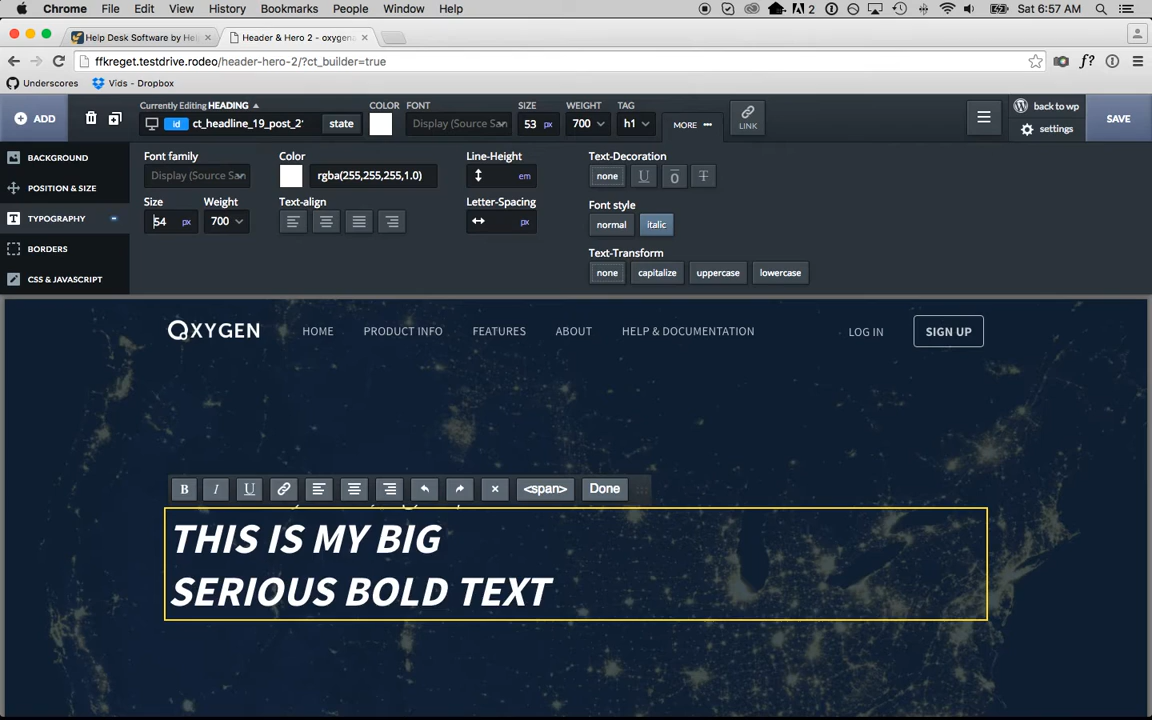 Chrome File Edit View History Bookmarks People Window Help 2 Sat 6:57 AM
Help Desk Software by Hel × Header & Hero 2 - oxygen ×
ffkreget.testdrive.rodeo/header-hero-2/?ct_builder=true
Underscores Vids - Dropbox
ADD
Currently Editing HEADING
id ct_headline_19_post_2 state
COLOR
FONT
Display (Source San
SIZE
53 px
WEIGHT
700
TAG
h1
MORE
LINK
back to wp
settings
SAVE
BACKGROUND
POSITION & SIZE
TYPOGRAPHY
BORDERS
CSS & JAVASCRIPT
Font family
Display (Source San
Color
rgba(255,255,255,1.0)
Line-Height
em
Text-Decoration
none U O T
Size
54 px
Weight
700
Text-align
Letter-Spacing
px
Font style
normal italic
Text-Transform
none capitalize uppercase lowercase
OXYGEN HOME PRODUCT INFO FEATURES ABOUT HELP & DOCUMENTATION LOG IN SIGN UP
B I U <span> Done
THIS IS MY BIG
SERIOUS BOLD TEXT